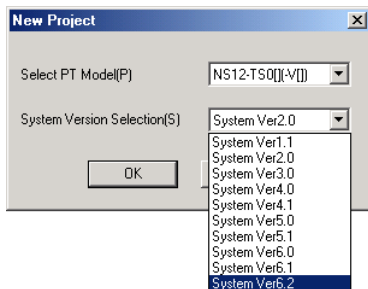 New Project
Select PT Model(P)
NS12-TS0[](-V[])
System Version Selection(S)
System Ver2.0
System Ver1.1
System Ver2.0
System Ver3.0
System Ver4.0
System Ver4.1
System Ver5.0
System Ver5.1
System Ver6.0
System Ver6.1
System Ver6.2
OK